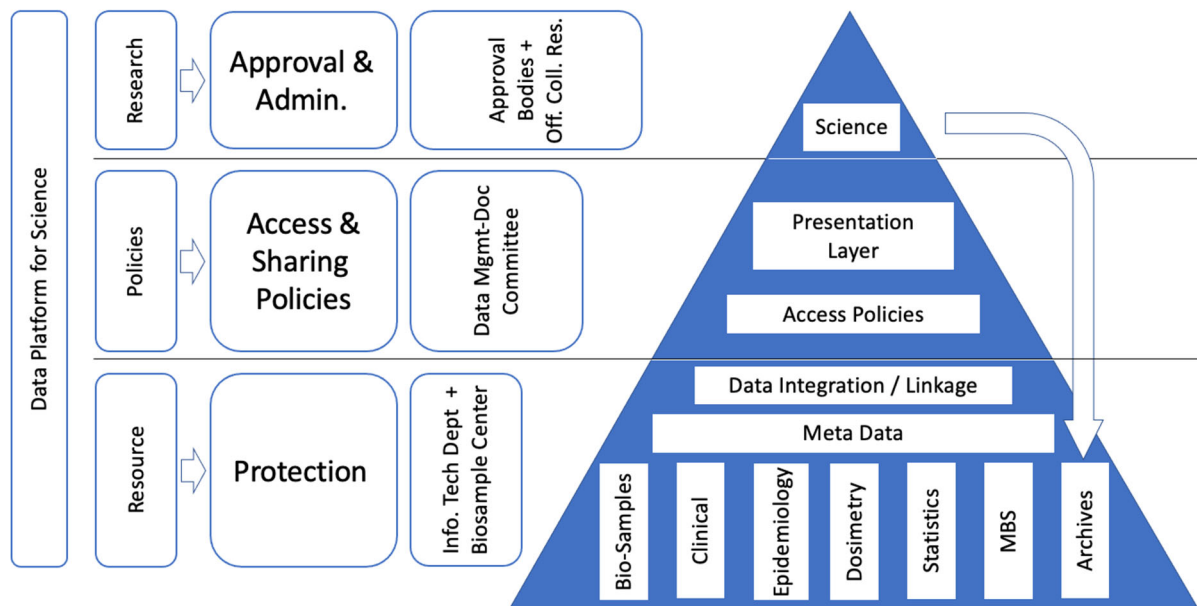 Data Platform for Science
Research
Approval &
Admin.
Approval
Bodies +
Off. Coll. Res.
Science
Policies
Access &
Sharing
Policies
Data Mgmt-Doc
Committee
Presentation
Layer
Access Policies
Resource
Protection
Info. Tech Dept +
Biosample Center
Data Integration / Linkage
Meta Data
Bio-Samples
Clinical
Epidemiology
Dosimetry
Statistics
MBS
Archives